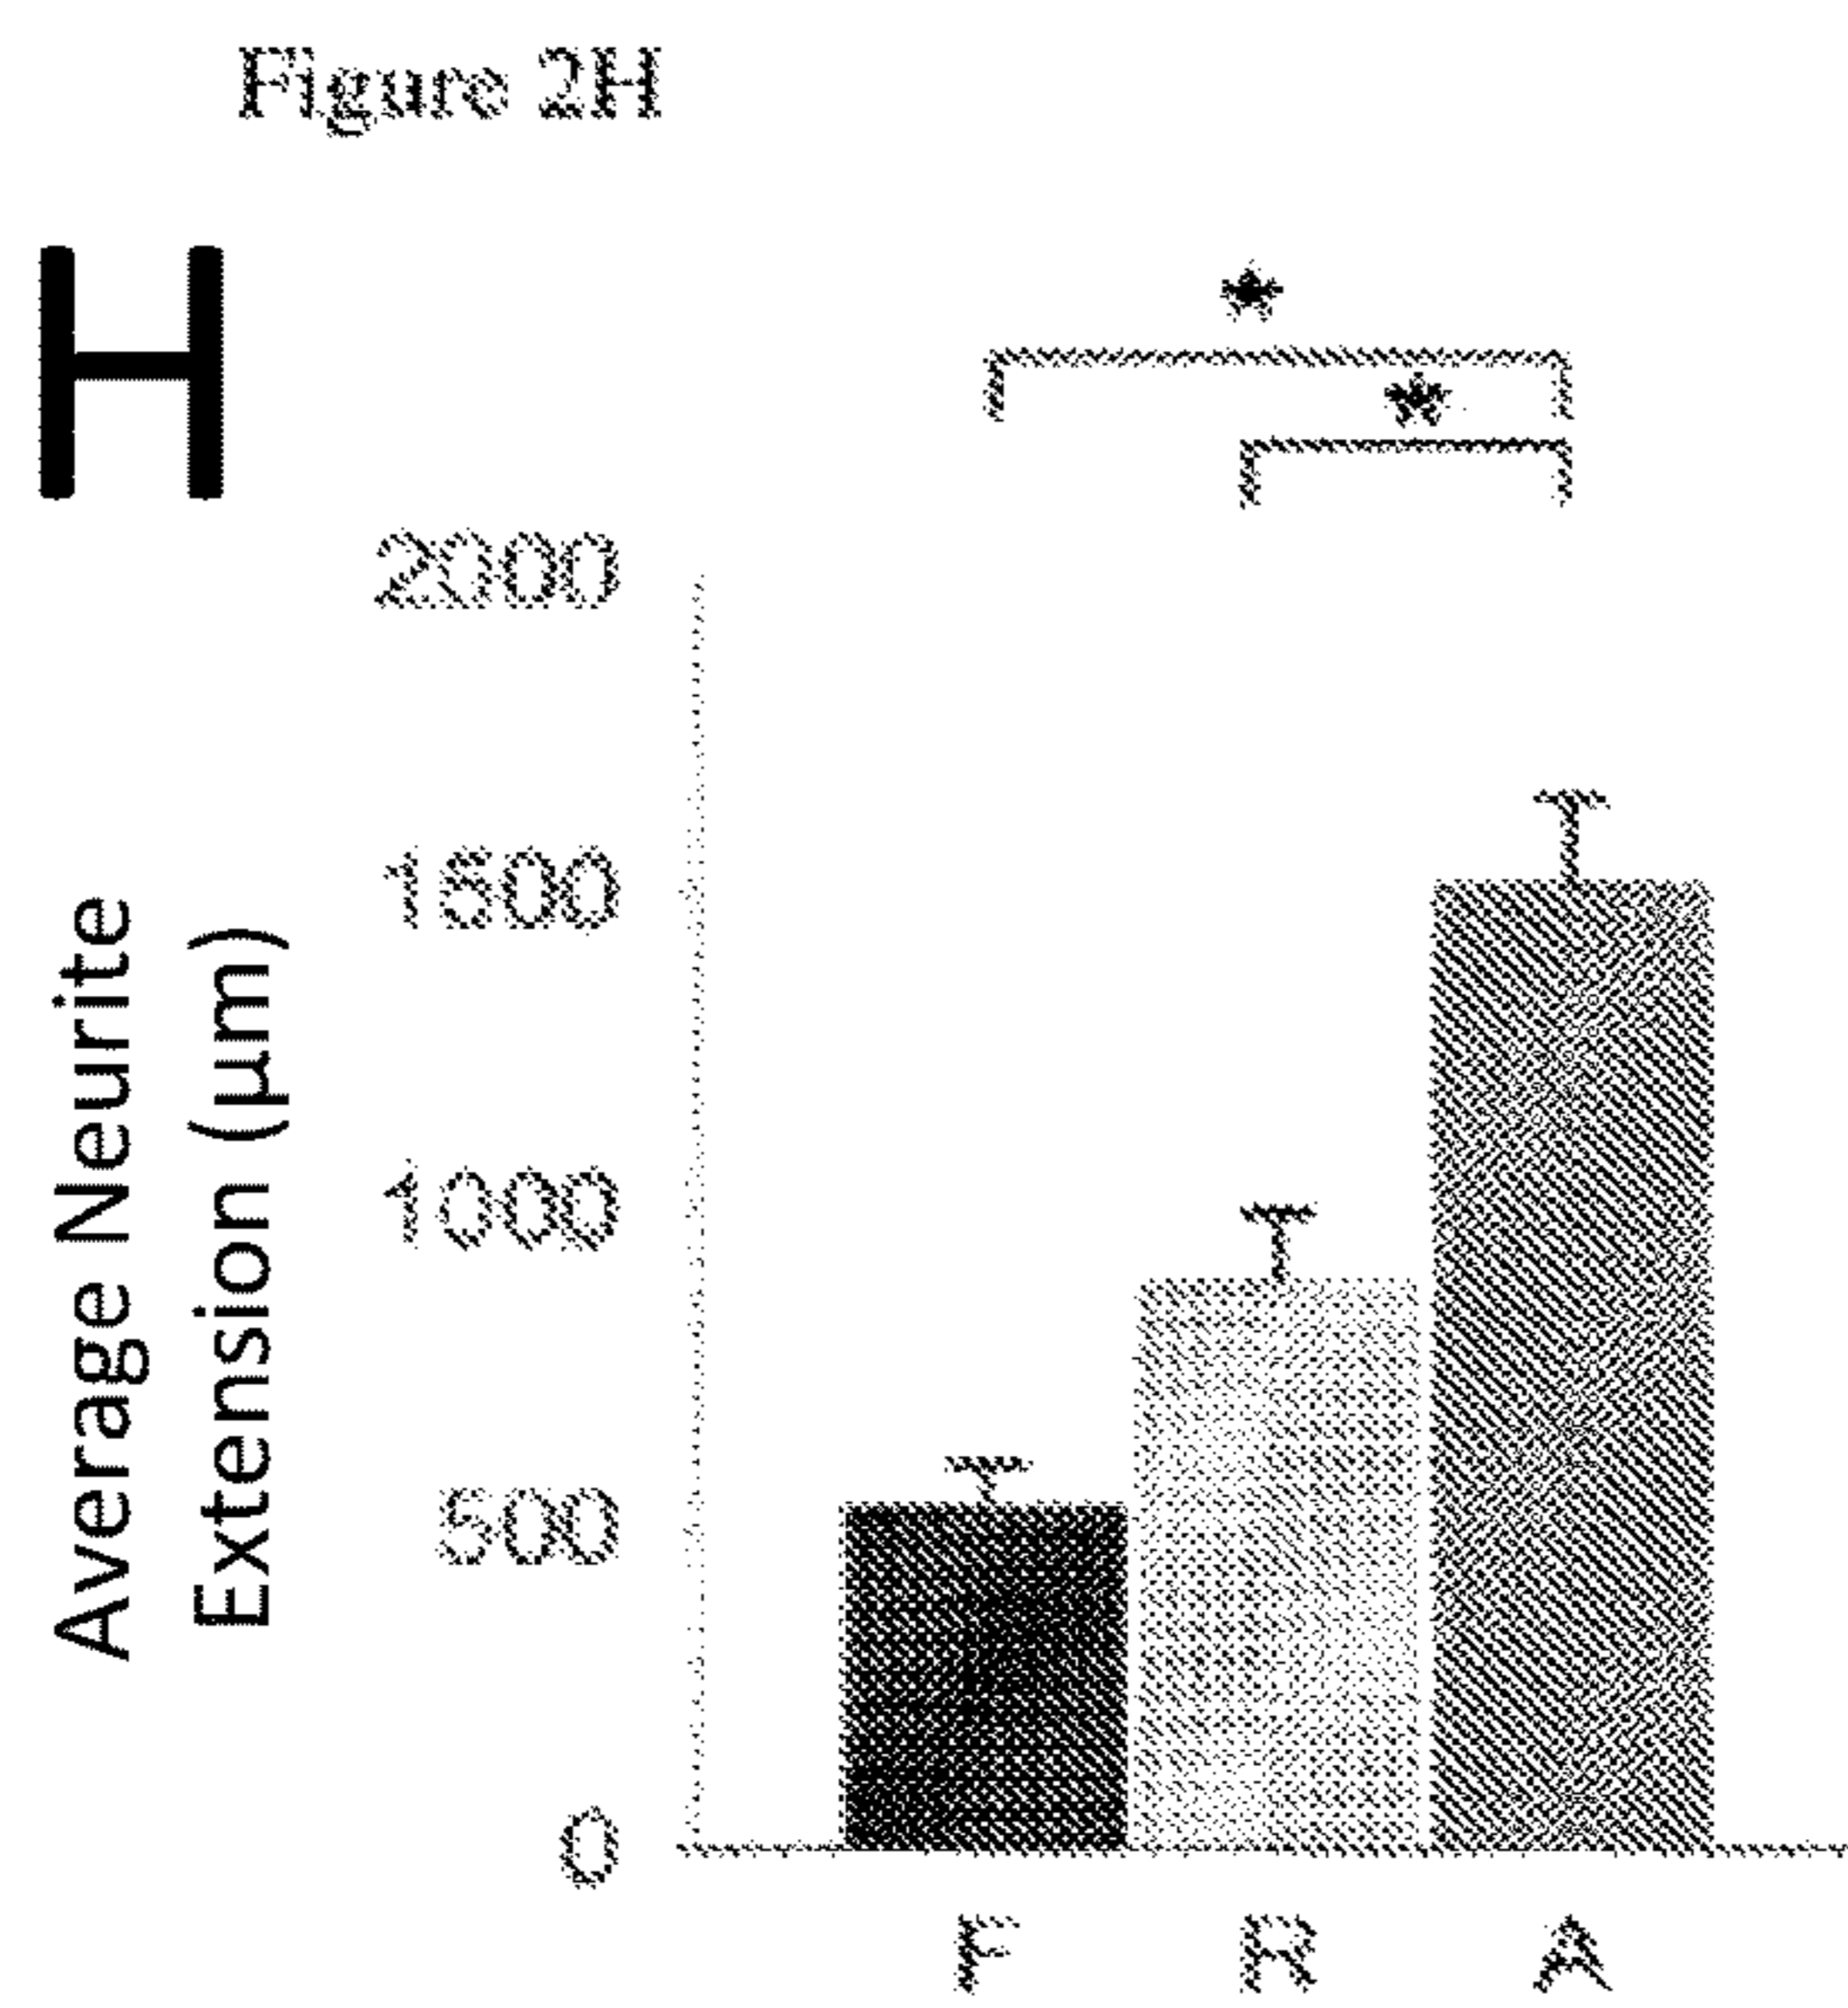 Figure 2H
H
*
*
2000
1500
1000
500
0
Average Neurite
Extension (µm)
F R A